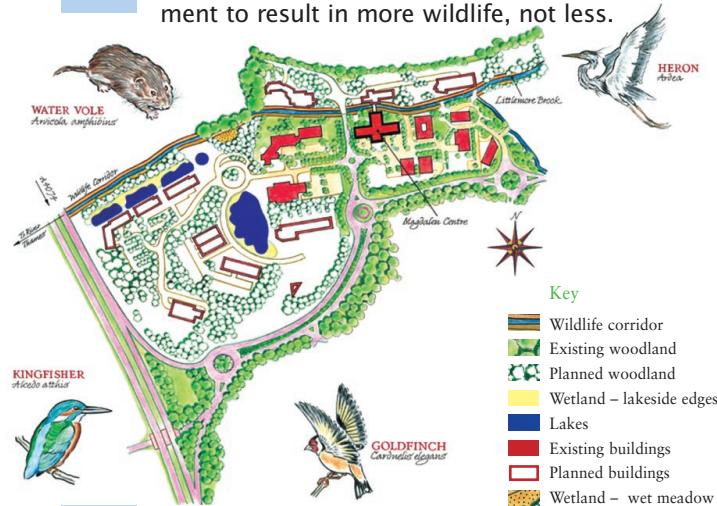 ment to result in more wildlife, not less.
WATER VOLE
Arvicola amphibius
HERON
Ardea
Littlemore Brook
Wildlife Corridor
A4074
To River
Thames
Magdalen Centre
N
KINGFISHER
Alcedo atthis
GOLDFINCH
Carduelis elegans
Key
Wildlife corridor
Existing woodland
Planned woodland
Wetland – lakeside edges
Lakes
Existing buildings
Planned buildings
Wetland – wet meadow